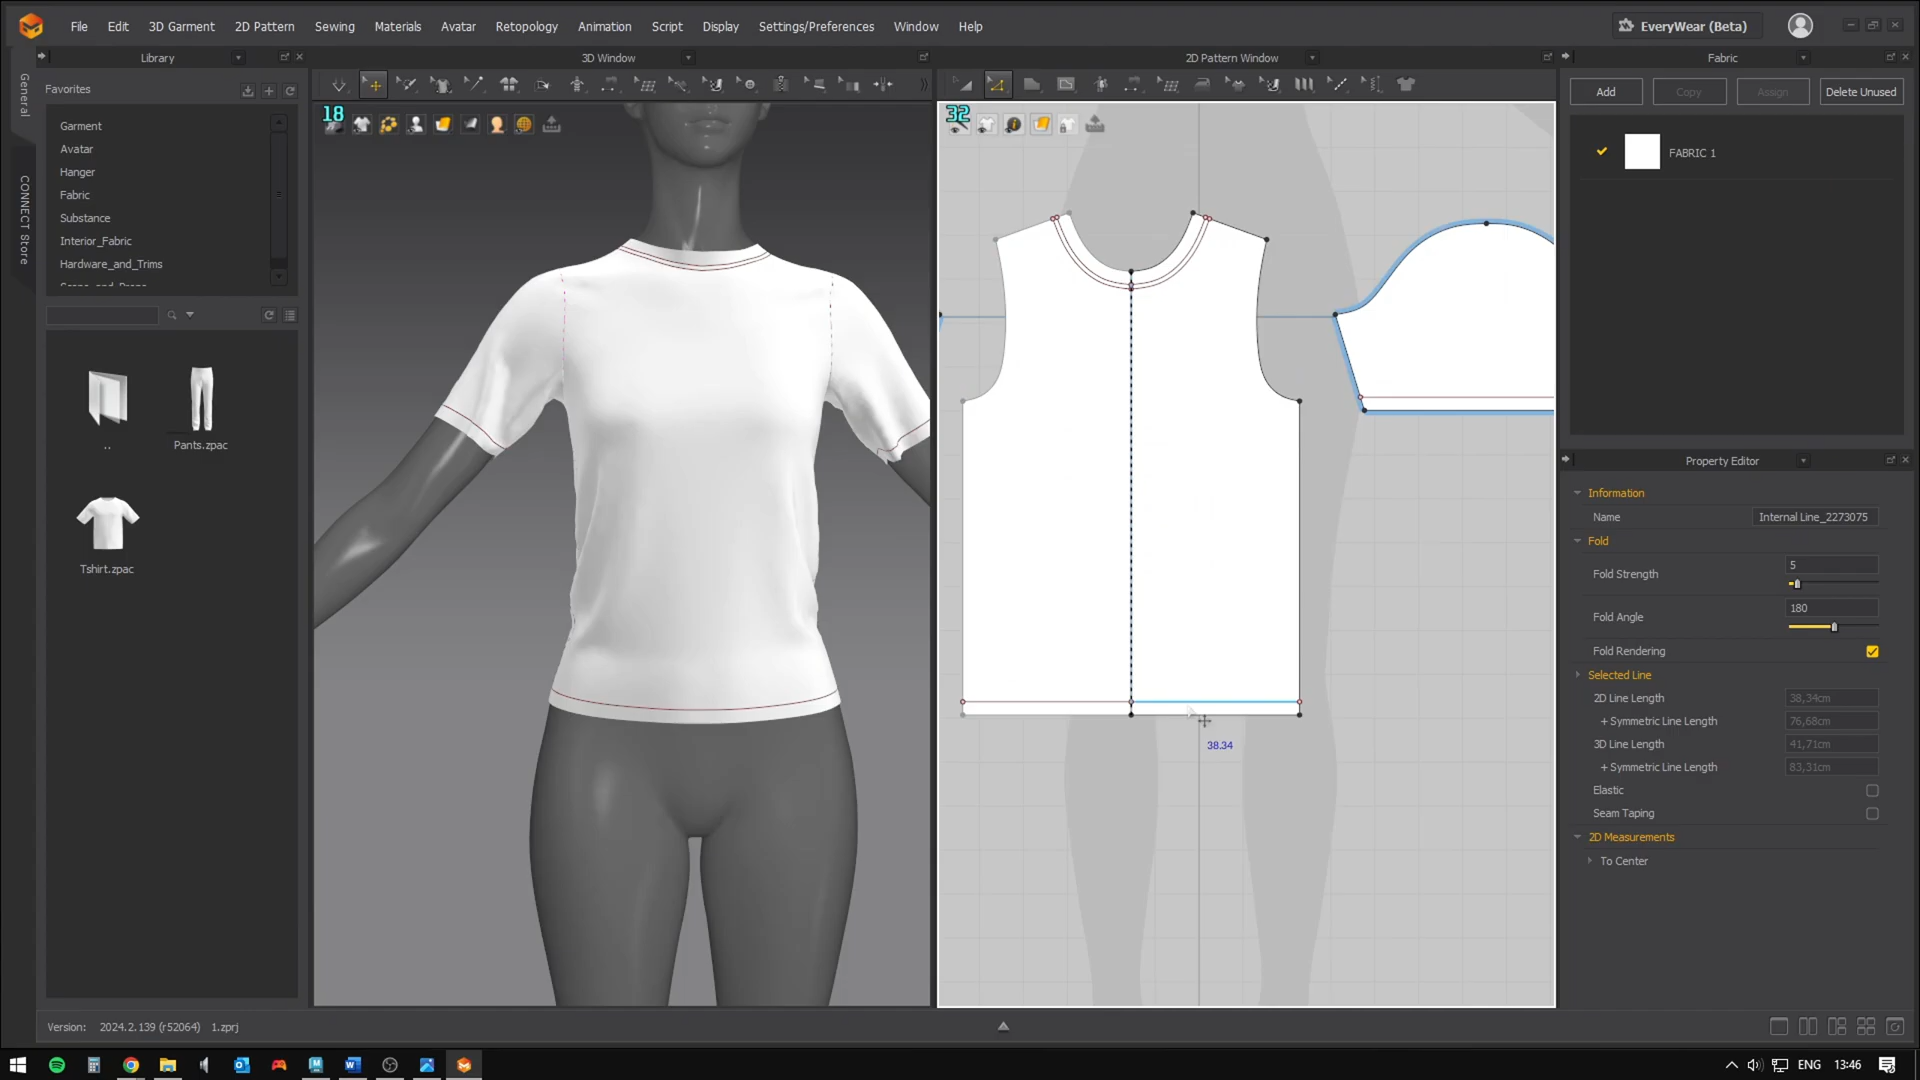 File Edit 3D Garment 2D Pattern Sewing Materials Avatar Retopology Animation Script Display Settings/Preferences Window Help
EveryWear (Beta)
Library
3D Window
2D Pattern Window
Fabric
General
CONNECT Store
Favorites
Garment
Avatar
Hanger
Fabric
Substance
Interior_Fabric
Hardware_and_Trims
..
Pants.zpac
Tshirt.zpac
18
32
38.34
Add Copy Assign Delete Unused
FABRIC 1
Property Editor
Information
Name Internal Line_2273075
Fold
Fold Strength 5
Fold Angle 180
Fold Rendering
Selected Line
2D Line Length 38,34cm
+ Symmetric Line Length 76,68cm
3D Line Length 41,71cm
+ Symmetric Line Length 83,31cm
Elastic
Seam Taping
2D Measurements
To Center
Version: 2024.2.139 (r52064) 1.zprj
ENG 13:46